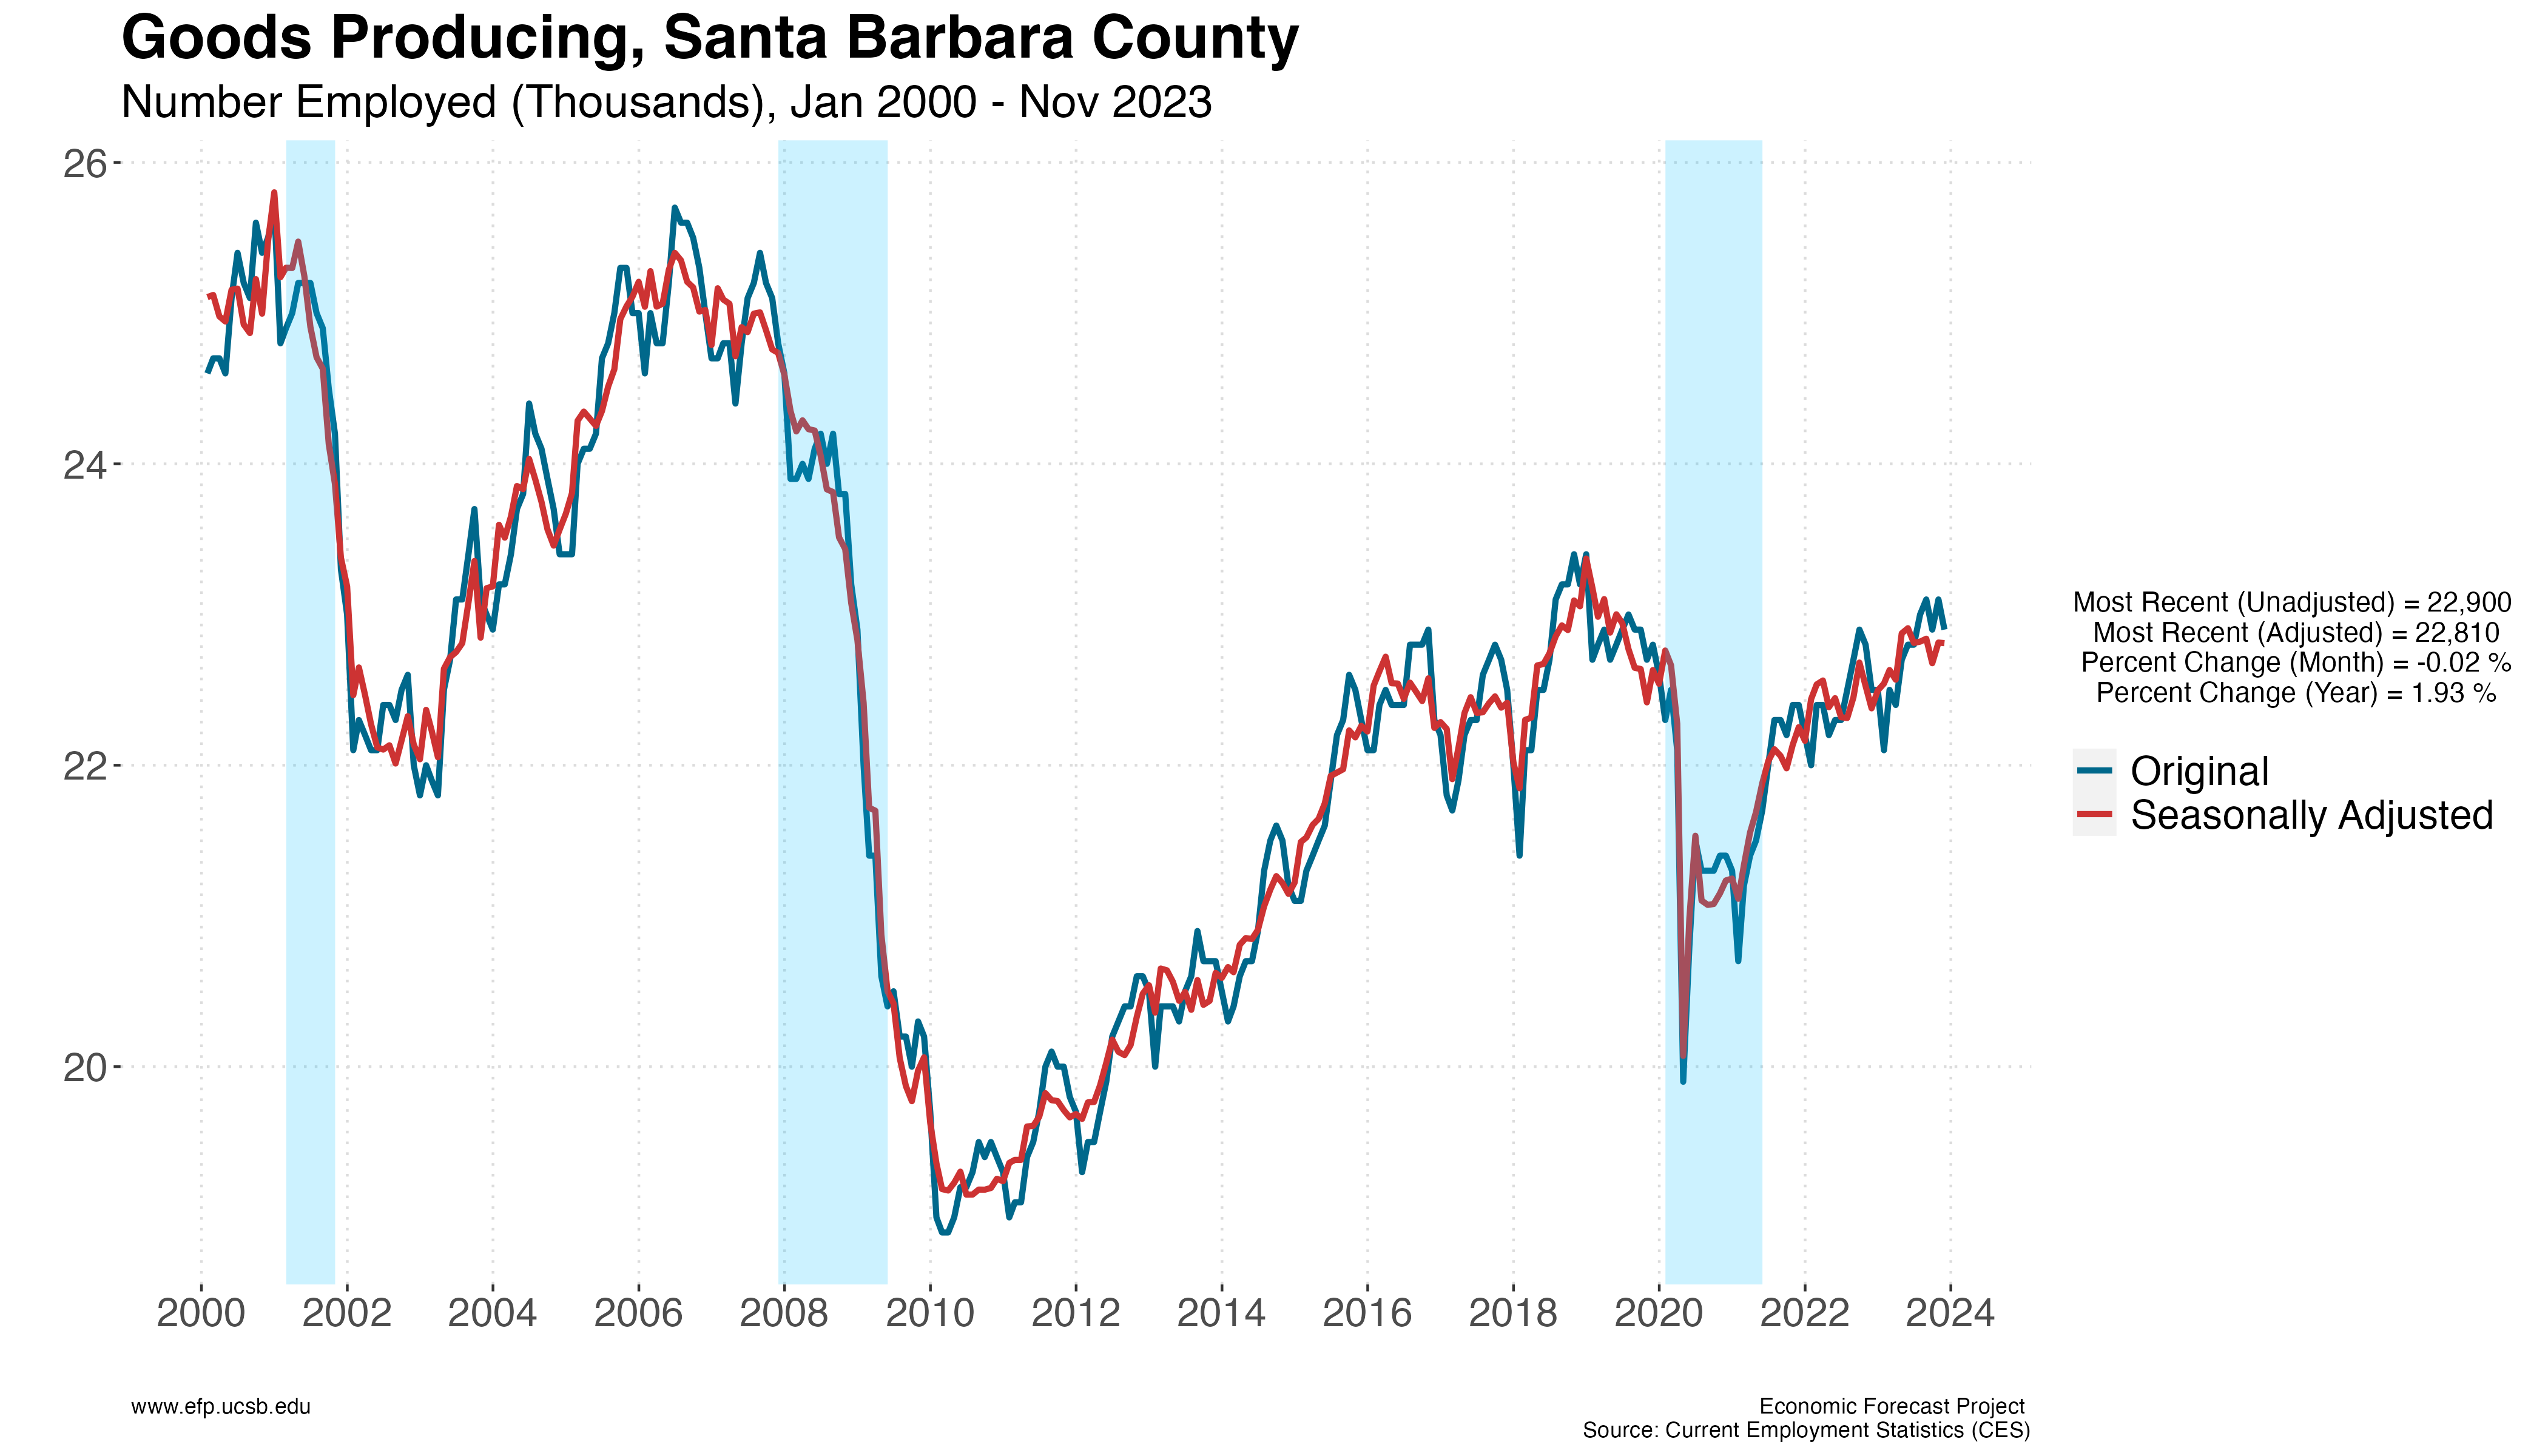 Goods Producing, Santa Barbara County
Number Employed (Thousands), Jan 2000 - Nov 2023
26
24
22
20
2000 2002 2004 2006 2008 2010 2012 2014 2016 2018 2020 2022 2024
Most Recent (Unadjusted) = 22,900
Most Recent (Adjusted) = 22,810
Percent Change (Month) = -0.02 %
Percent Change (Year) = 1.93 %
Original
Seasonally Adjusted
www.efp.ucsb.edu
Economic Forecast Project
Source: Current Employment Statistics (CES)